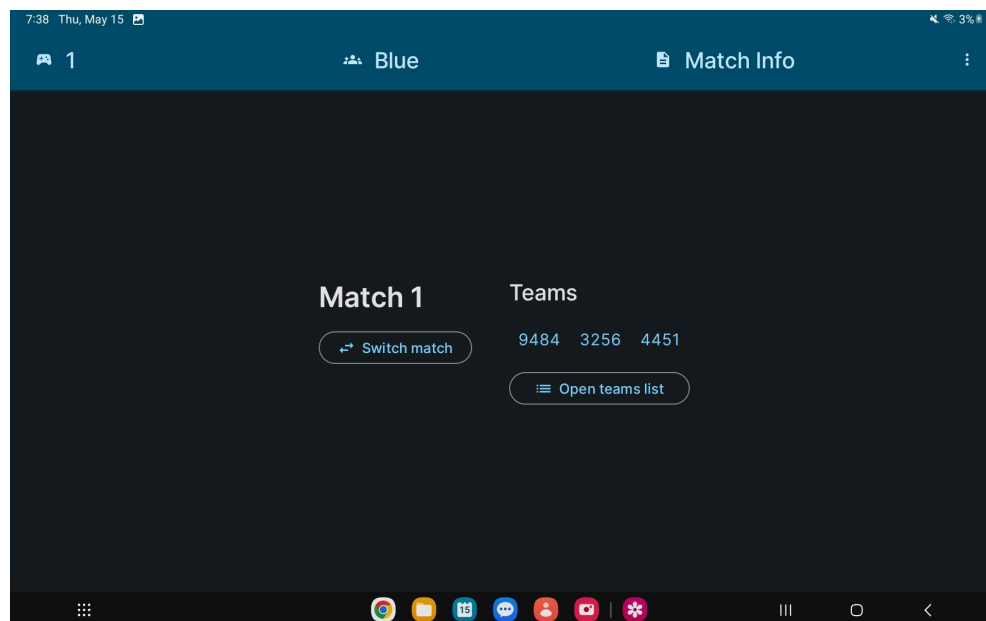 7:38 Thu, May 15 3%
1 Blue Match Info
Match 1
Switch match
Teams
9484 3256 4451
Open teams list
15